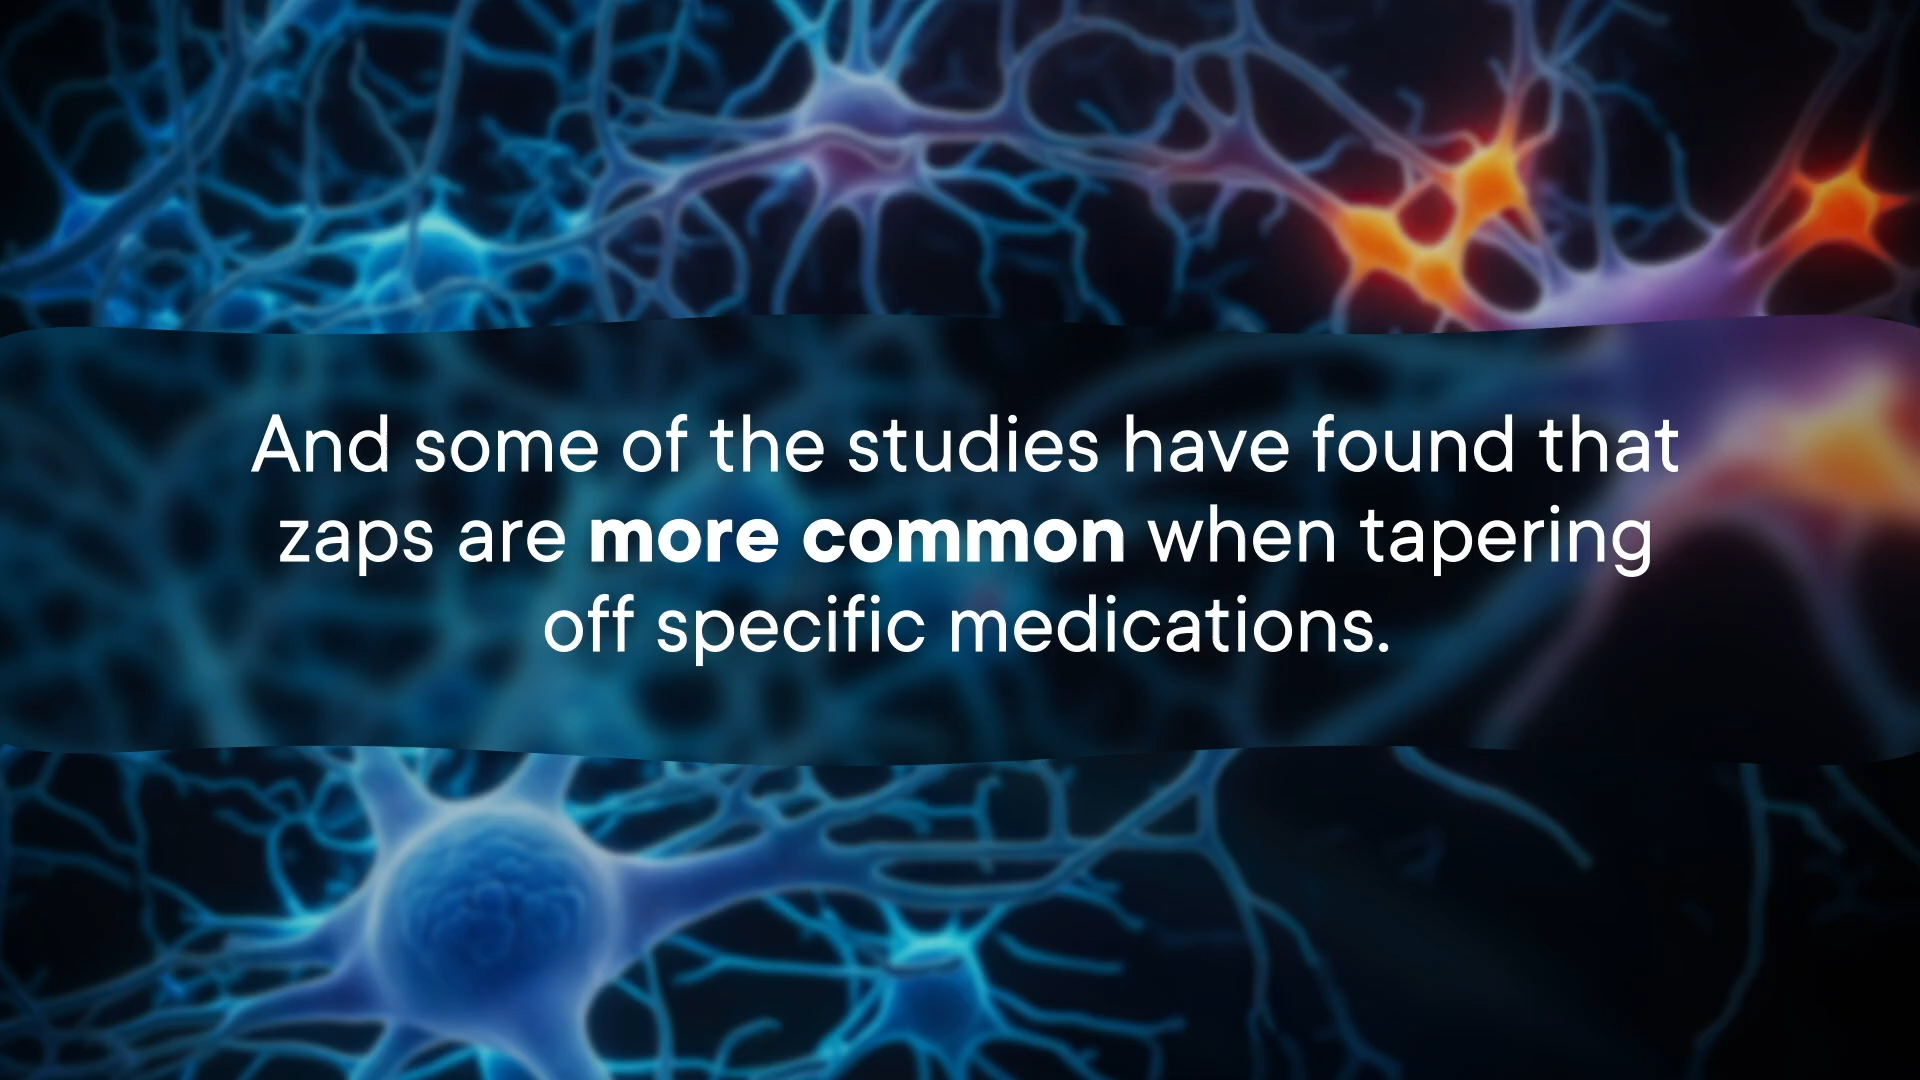 And some of the studies have found that
zaps are more common when tapering
off specific medications.